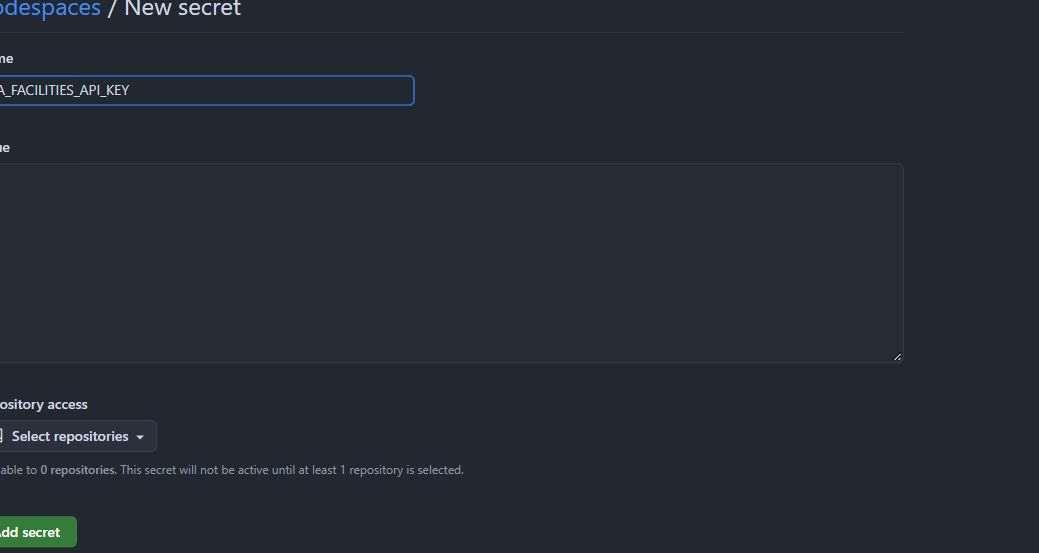 odespaces / New secret
me
A_FACILITIES_API_KEY
ue
ository access
Select repositories
able to 0 repositories. This secret will not be active until at least 1 repository is selected.
Add secret